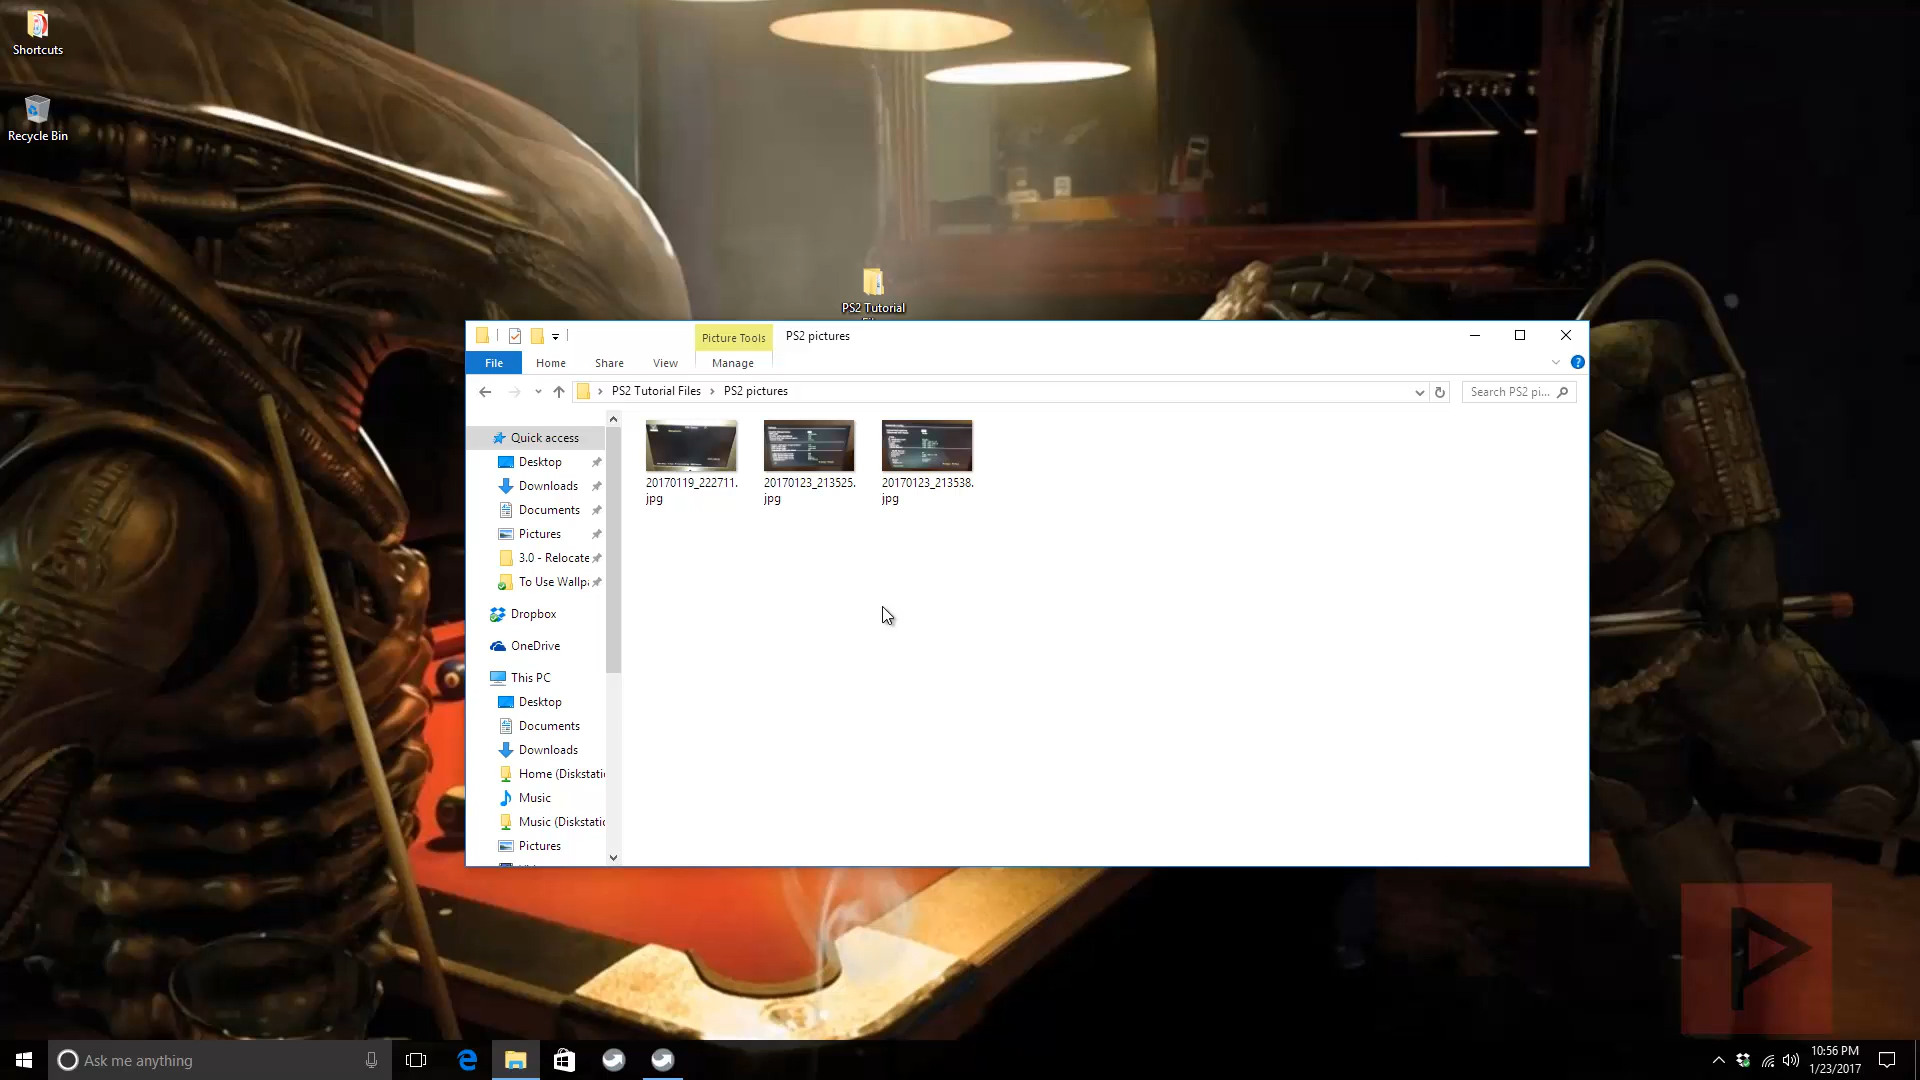 Shortcuts
Recycle Bin
PS2 Tutorial
Picture Tools
PS2 pictures
File
Home
Share
View
Manage
PS2 Tutorial Files
PS2 pictures
Search PS2 pi...
Quick access
Desktop
Downloads
Documents
Pictures
3.0 - Relocate
To Use Wallp
Dropbox
OneDrive
This PC
Desktop
Documents
Downloads
Home (Diskstati
Music
Music (Diskstati
Pictures
20170119_222711.
jpg
20170123_213525.
jpg
20170123_213538.
jpg
Ask me anything
10:56 PM
1/23/2017